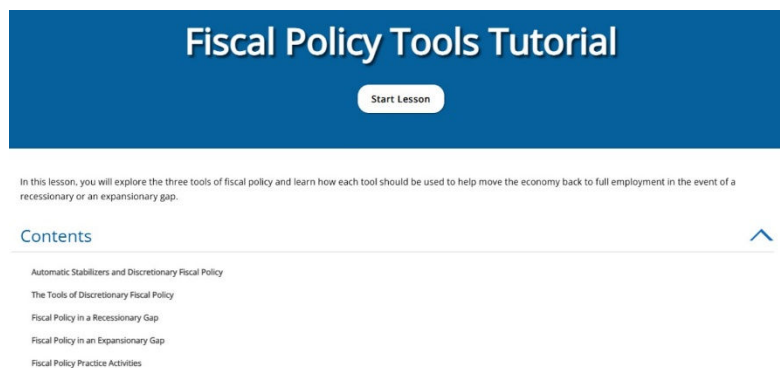 Fiscal Policy Tools Tutorial
Start Lesson
In this lesson, you will explore the three tools of fiscal policy and learn how each tool should be used to help move the economy back to full employment in the event of a
recessionary or an expansionary gap.
Contents
Automatic Stabilizers and Discretionary Fiscal Policy
The Tools of Discretionary Fiscal Policy
Fiscal Policy in a Recessionary Gap
Fiscal Policy in an Expansionary Gap
Fiscal Policy Practice Activities